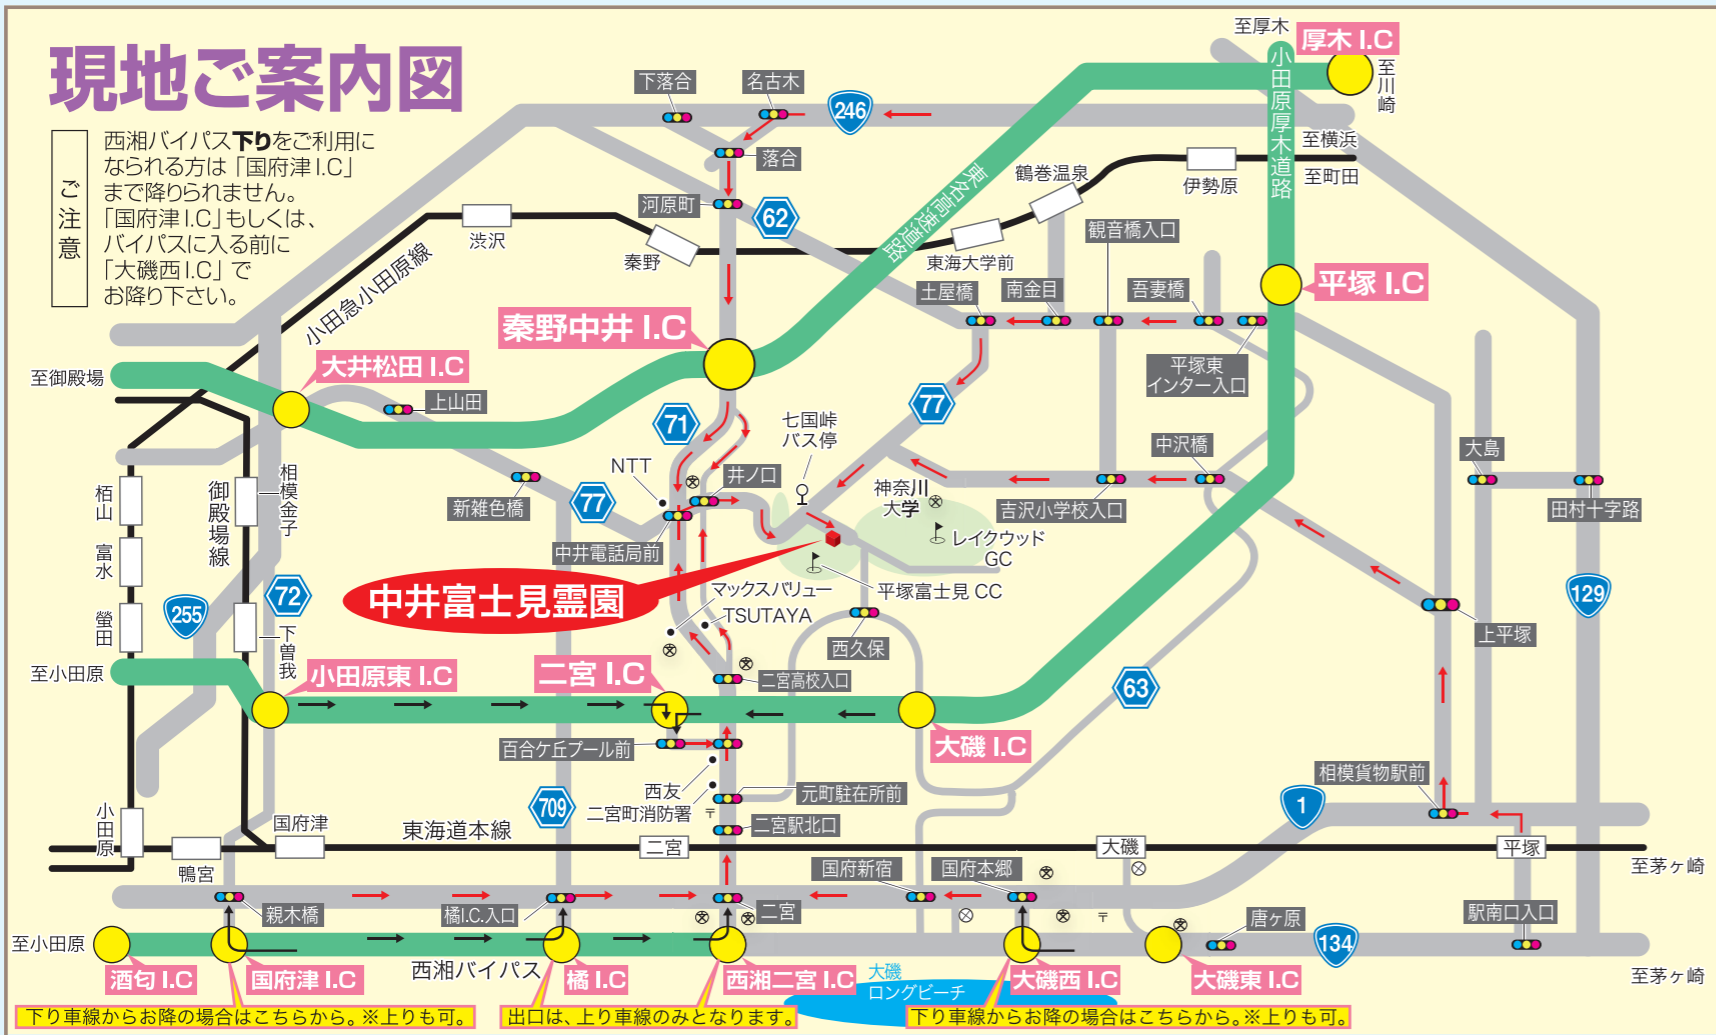 現地ご案内図
ご注意
西湘バイパス下りをご利用に
なられる方は「国府津I.C」
まで降りられません。
「国府津I.C」もしくは、
バイパスに入る前に
「大磯西I.C」で
お降り下さい。
至厚木
厚木 I.C
至川崎
小田原厚木道路
至横浜
至町田
下落合
名古木
246
落合
河原町
62
東名高速道路
鶴巻温泉
伊勢原
渋沢
秦野
東海大学前
観音橋入口
小田急小田原線
土屋橋
南金目
吾妻橋
平塚 I.C
秦野中井 I.C
平塚東
インター入口
至御殿場
大井松田 I.C
上山田
71
77
七国峠
バス停
中沢橋
大島
NTT
井ノ口
神奈川
大学
吉沢小学校入口
田村十字路
栢山
御殿場線
相模金子
新雑色橋
77
中井電話局前
レイクウッド
GC
富水
中井富士見霊園
平塚富士見 CC
マックスバリュー
TSUTAYA
129
72
255
螢田
下曽我
西久保
上平塚
至小田原
小田原東 I.C
二宮 I.C
二宮高校入口
63
大磯 I.C
百合ケ丘プール前
西友
二宮町消防署
〒
元町駐在所前
相模貨物駅前
709
1
二宮駅北口
小田原
国府津
東海道本線
鴨宮
二宮
大磯
平塚
至茅ヶ崎
国府新宿
国府本郷
親木橋
橘I.C.入口
二宮
〒
唐ヶ原
駅南口入口
134
至小田原
酒匂 I.C
国府津 I.C
西湘バイパス
橘 I.C
西湘二宮 I.C
大磯
ロングビーチ
大磯西 I.C
大磯東 I.C
至茅ヶ崎
下り車線からお降の場合はこちらから。※上りも可。
出口は、上り車線のみとなります。
下り車線からお降の場合はこちらから。※上りも可。